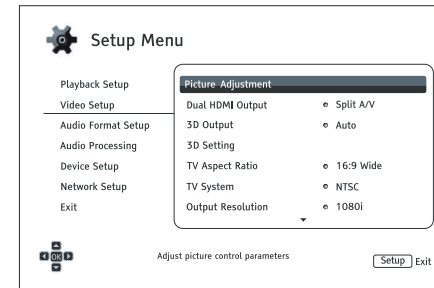 Setup Menu
Playback Setup
Video Setup
Audio Format Setup
Audio Processing
Device Setup
Network Setup
Exit
Picture Adjustment
Dual HDMI Output Split A/V
3D Output Auto
3D Setting
TV Aspect Ratio 16:9 Wide
TV System NTSC
Output Resolution 1080i
OK
Adjust picture control parameters
Setup Exit